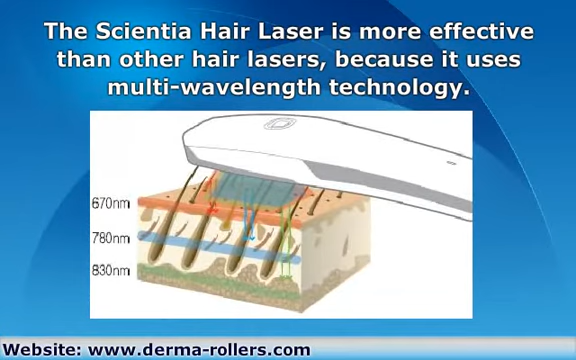 The Scientia Hair Laser is more effective
than other hair lasers, because it uses
multi-wavelength technology.
670nm
780nm
830nm
Website: www.derma-rollers.com